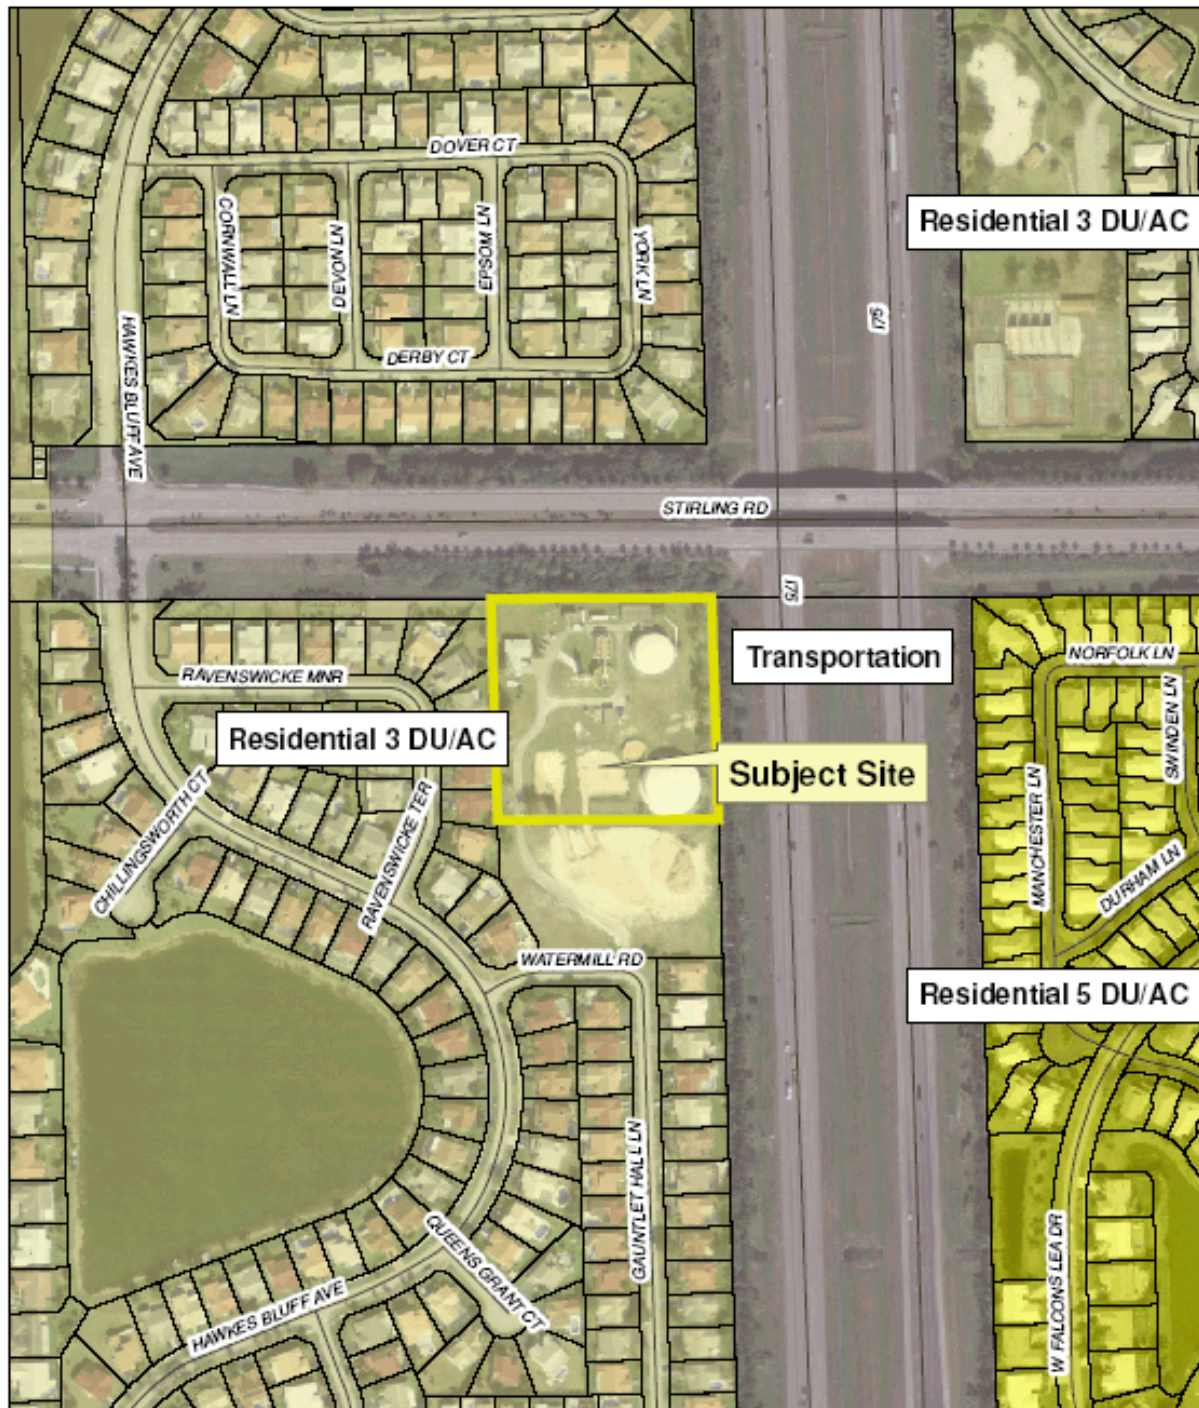 DOVER CT
CORNWALL LN
DEVON LN
EPSOM LN
YORK LN
Residential 3 DU/AC
I75
DERBY CT
HAWKES BLUFF AVE
STIRLING RD
I75
RAVENSWICKE MNR
Transportation
NORFOLK LN
SWINDEN LN
Residential 3 DU/AC
Subject Site
CHILLINGSWORTH CT
RAVENSWICKE TER
MANCHESTER LN
DURHAM LN
WATERMILL RD
Residential 5 DU/AC
GAUNTLET HALL LN
QUEENS GRANT CT
HAWKES BLUFF AVE
W FALCONS LEA DR